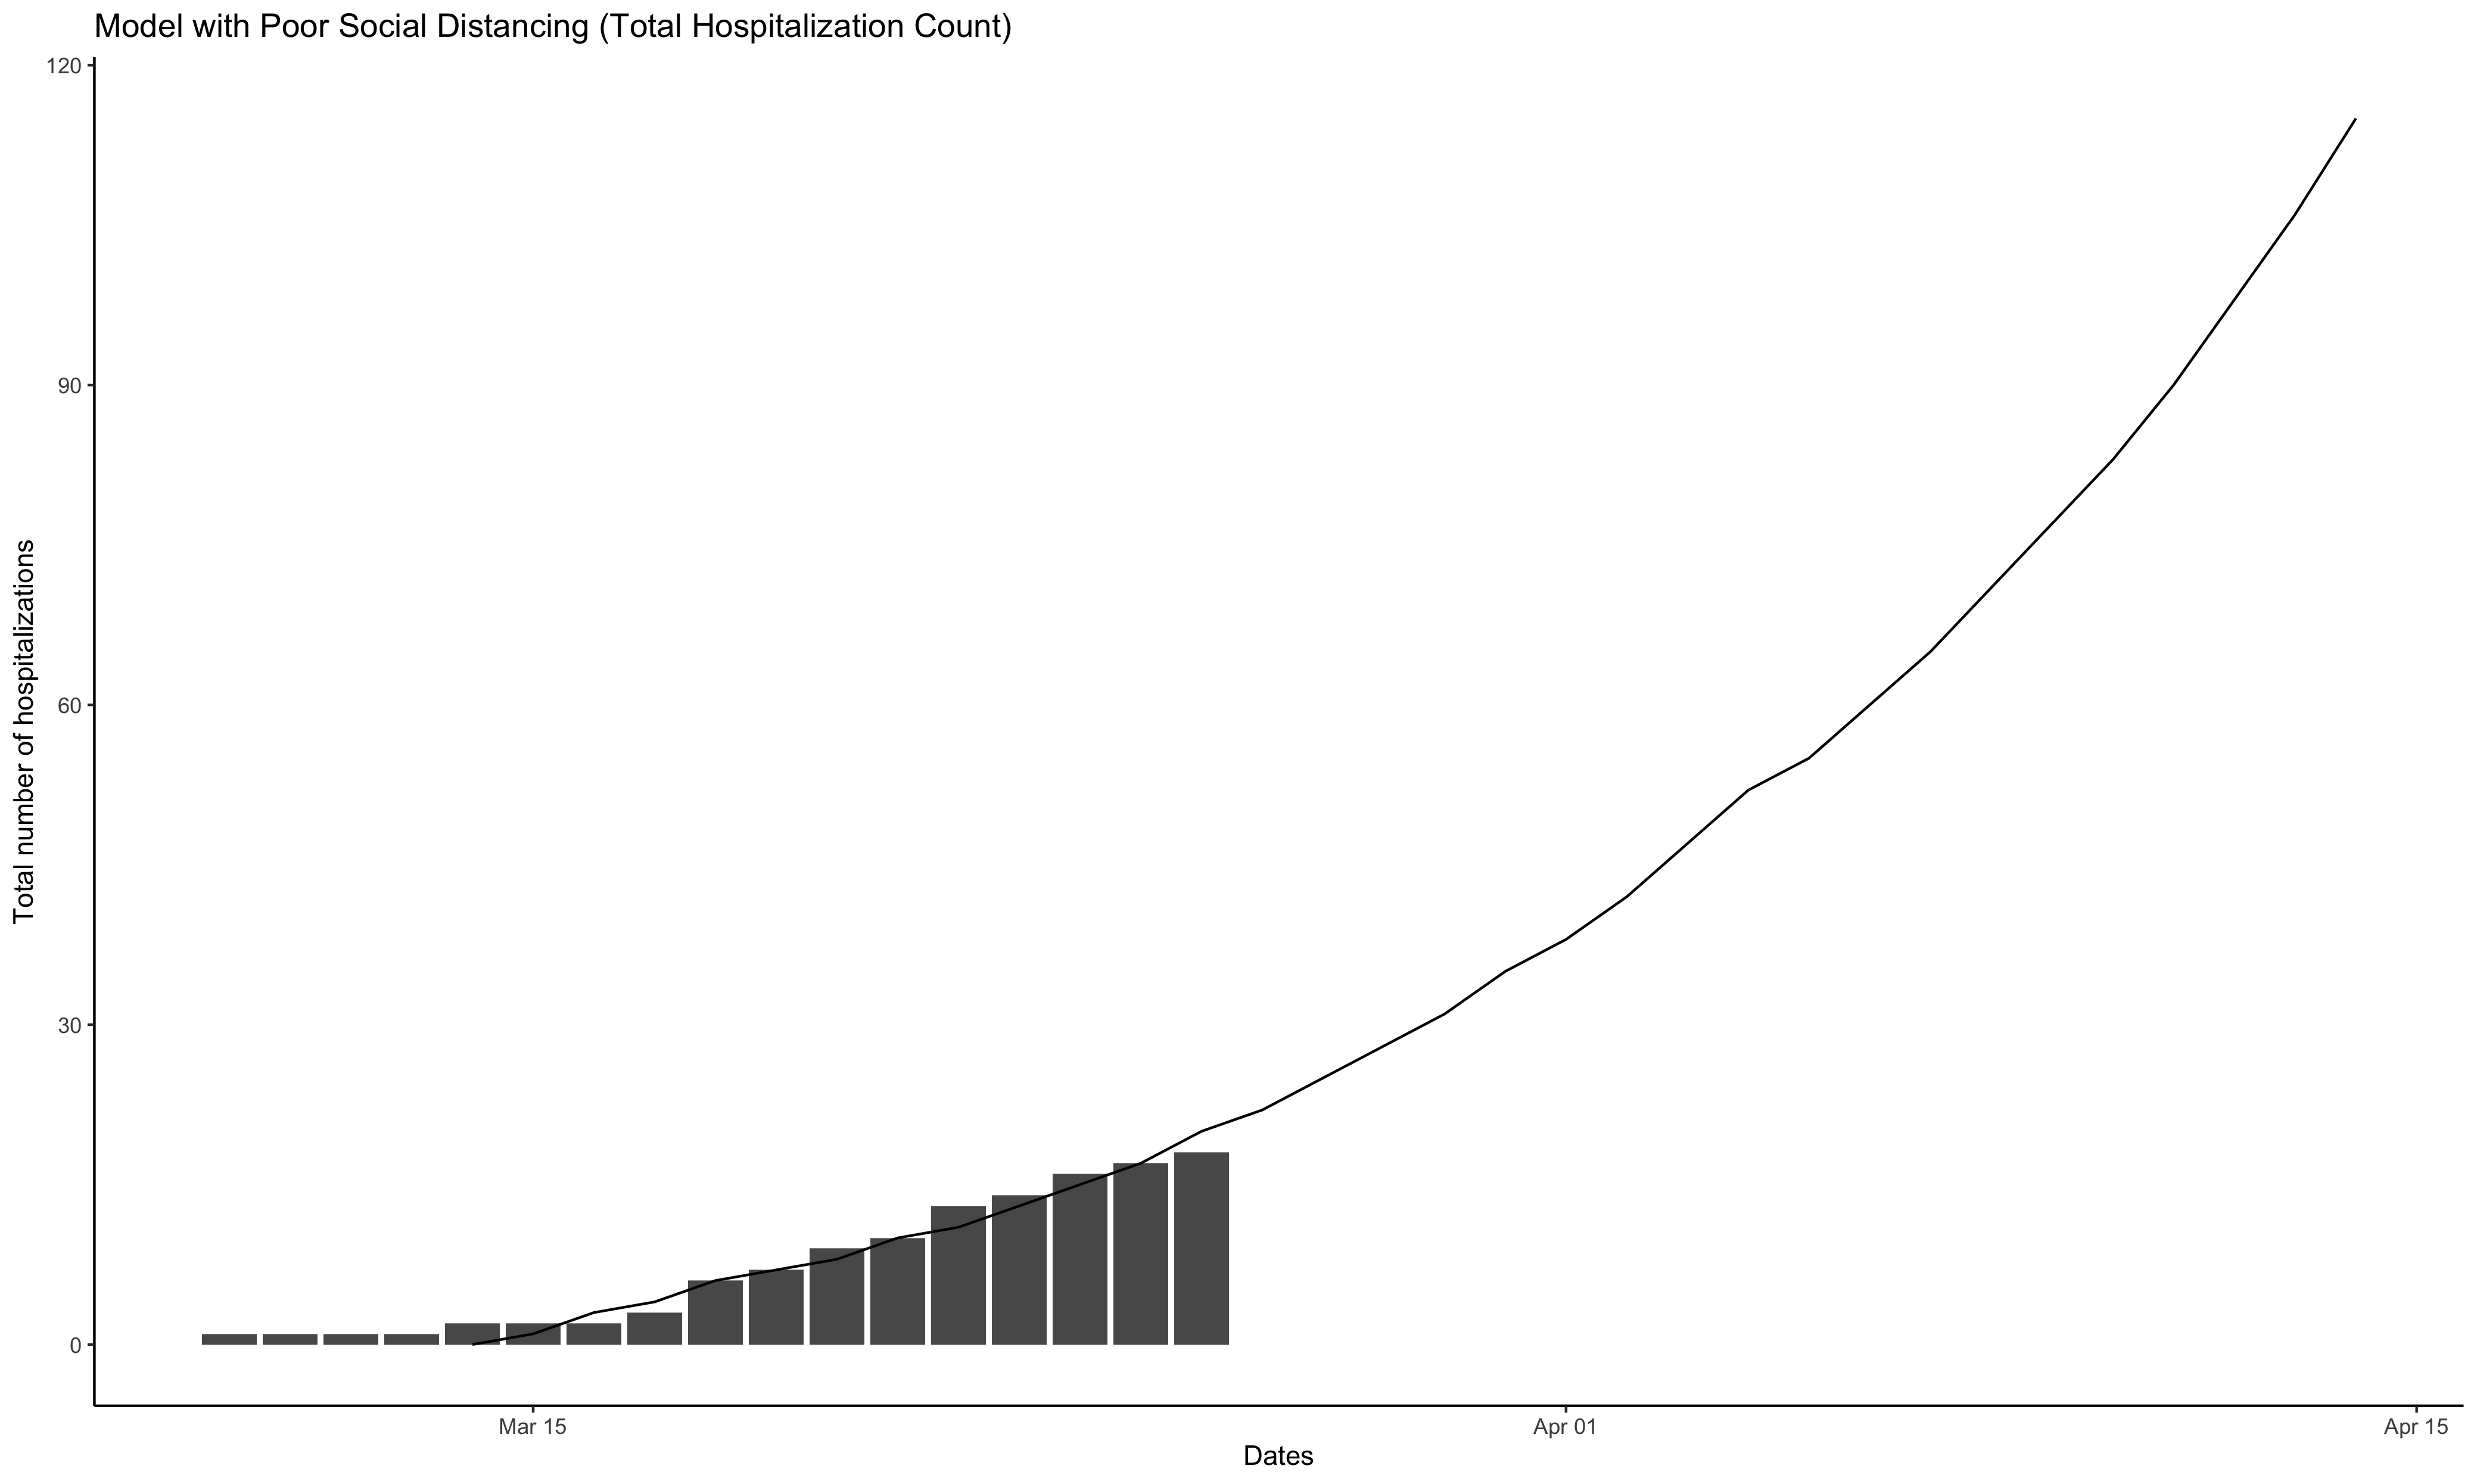 Model with Poor Social Distancing (Total Hospitalization Count)
120
90
60
30
0
Total number of hospitalizations
Mar 15
Apr 01
Apr 15
Dates